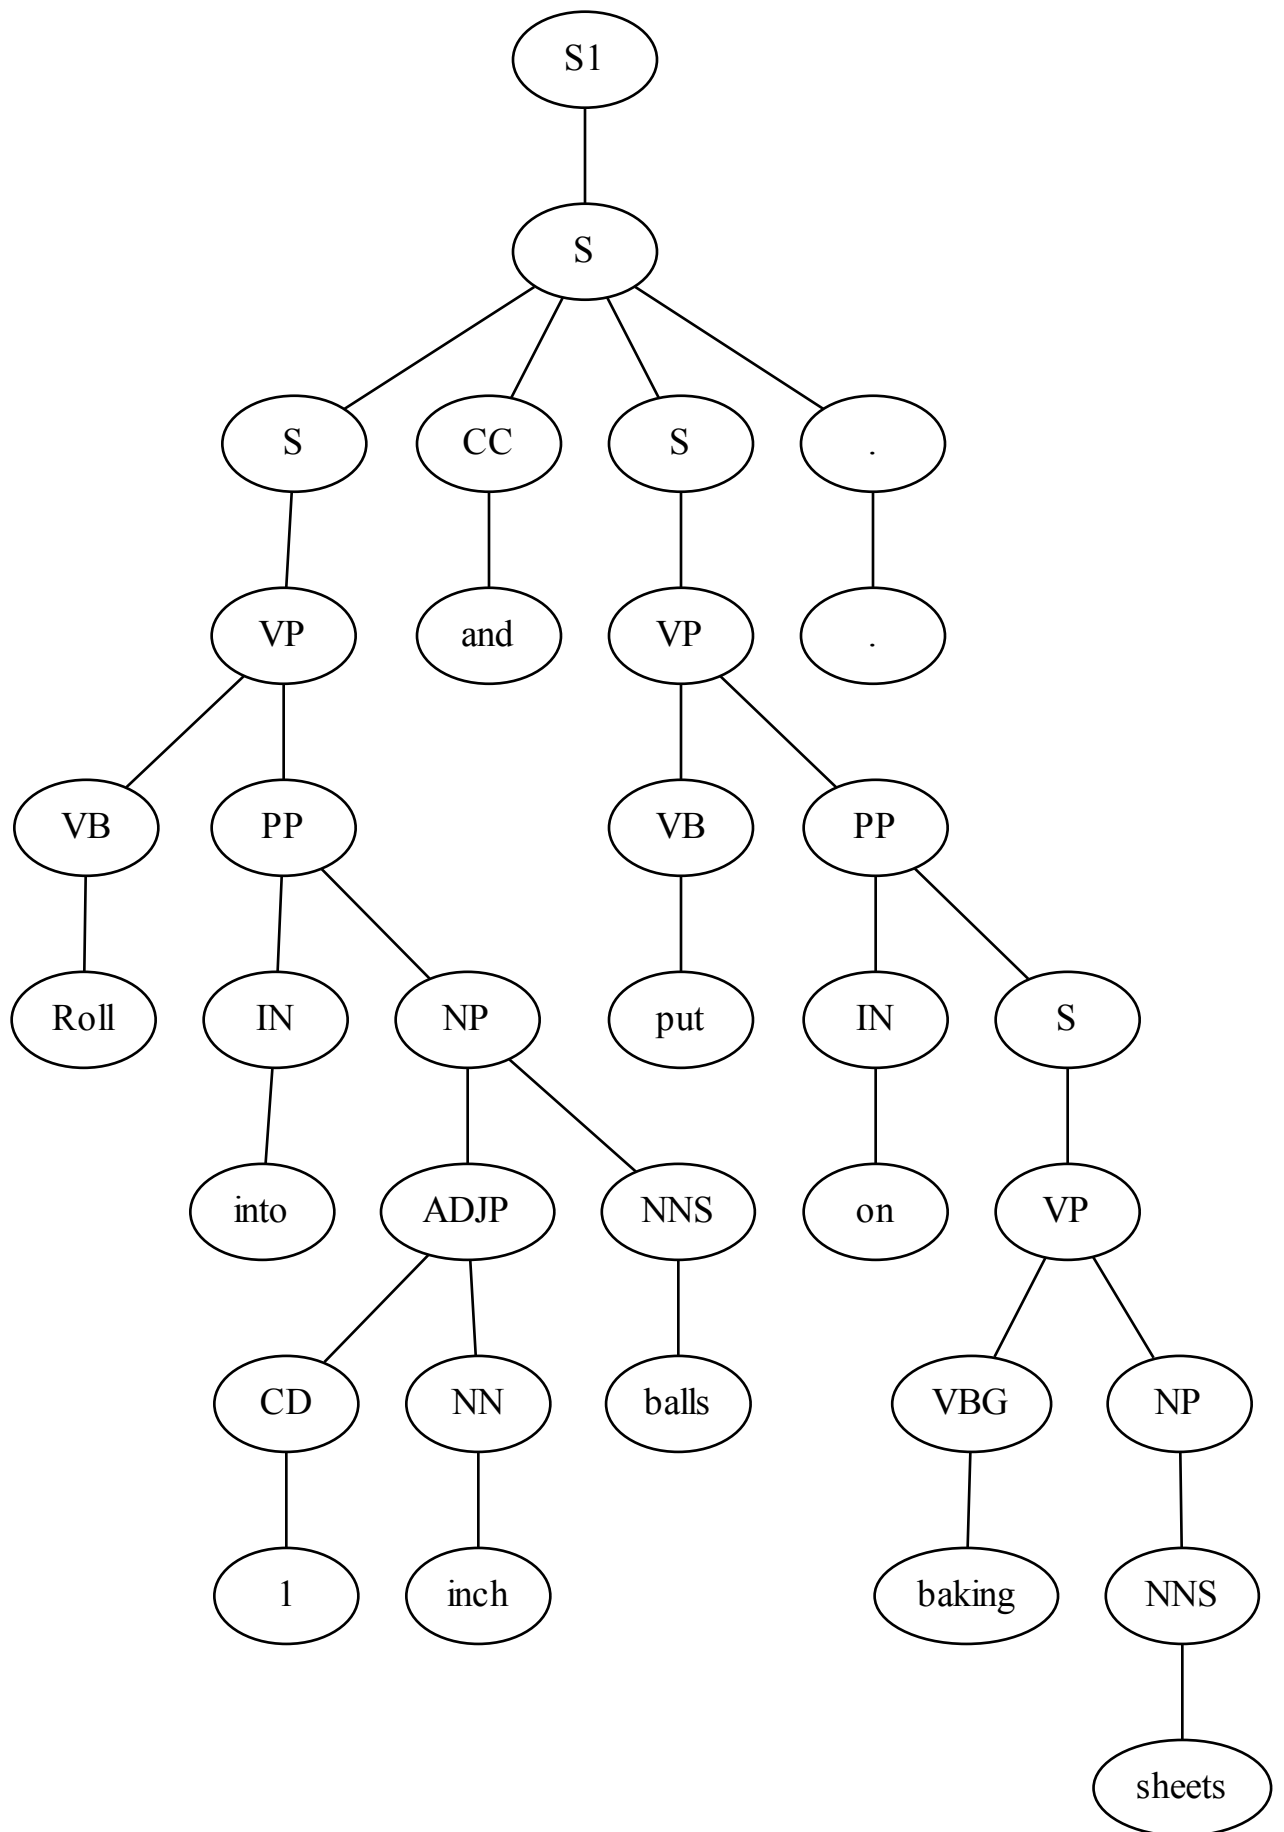 S1
S
S CC S .
VP and VP .
VB PP VB PP
Roll IN NP put IN S
into ADJP NNS on VP
CD NN balls VBG NP
1 inch baking NNS
sheets